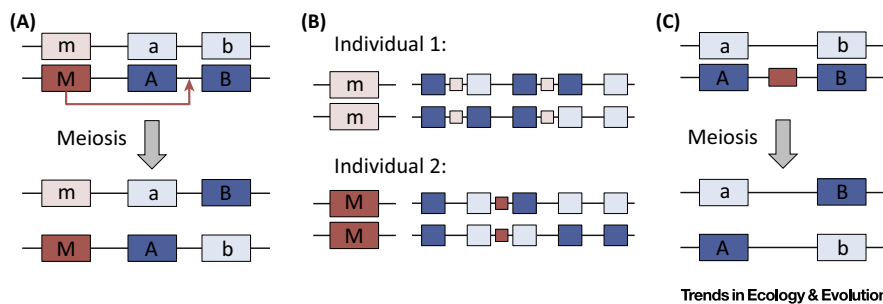 (A)
m a b
M A B
Meiosis
m a B
M A b
(B)
Individual 1:
m
m
Individual 2:
M
M
(C)
a b
A B
Meiosis
a B
A b
Trends in Ecology & Evolution